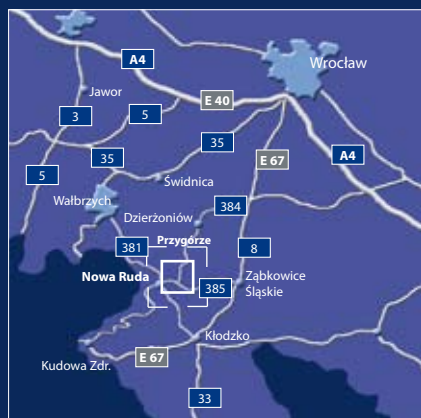 A4
Wrocław
Jawor
E 40
3
5
35
A4
35
E 67
5
Świdnica
Wałbrzych
384
Dzierżoniów
381
Przygórze
8
Nowa Ruda
385
Ząbkowice
Śląskie
Kłodzko
Kudowa Zdr.
E 67
33